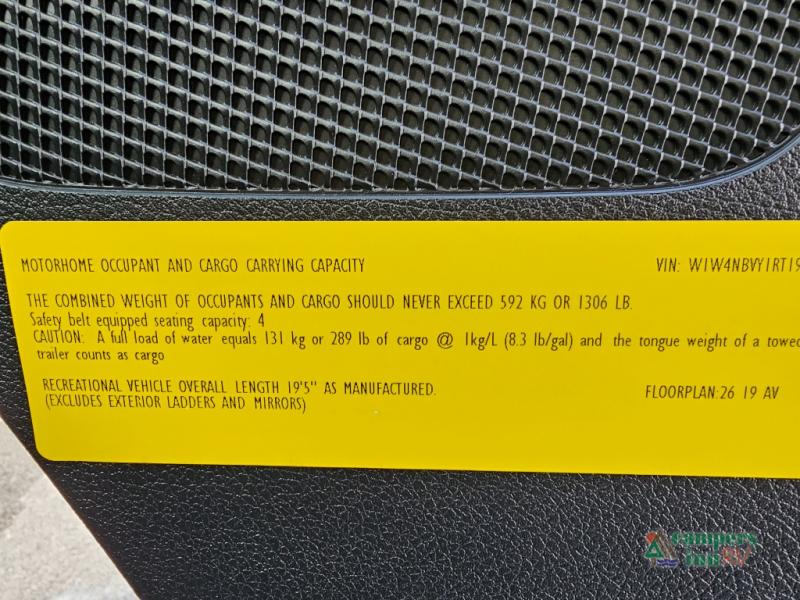 MOTORHOME OCCUPANT AND CARGO CARRYING CAPACITY VIN: W1W4NBVY1RT19
THE COMBINED WEIGHT OF OCCUPANTS AND CARGO SHOULD NEVER EXCEED 592 KG OR 1306 LB.
Safety belt equipped seating capacity: 4
CAUTION: A full load of water equals 131 kg or 289 lb of cargo @ 1kg/L (8.3 lb/gal) and the tongue weight of a towed
trailer counts as cargo
RECREATIONAL VEHICLE OVERALL LENGTH 19'5" AS MANUFACTURED.
(EXCLUDES EXTERIOR LADDERS AND MIRRORS)
FLOORPLAN:26 19 AV
campers
inn RV